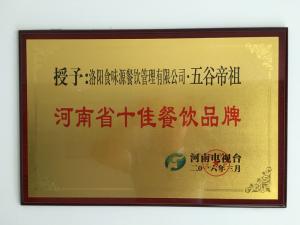 授予:洛阳食味源餐饮管理有限公司·五谷帝祖
河南省十佳餐饮品牌
河南电视台
二〇一六年六月